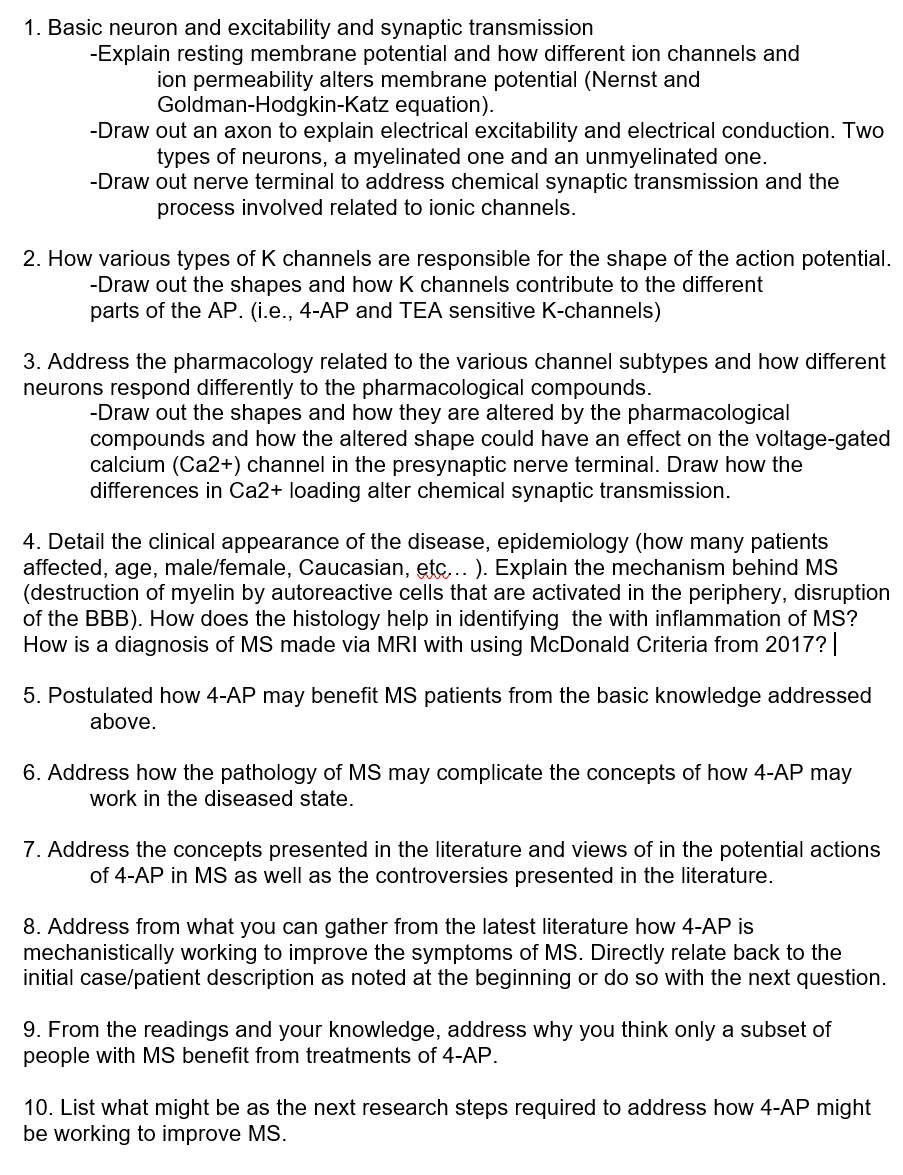 1. Basic neuron and excitability and synaptic transmission
-Explain resting membrane potential and how different ion channels and
ion permeability alters membrane potential (Nernst and
Goldman-Hodgkin-Katz equation).
-Draw out an axon to explain electrical excitability and electrical conduction. Two
types of neurons, a myelinated one and an unmyelinated one.
-Draw out nerve terminal to address chemical synaptic transmission and the
process involved related to ionic channels.
2. How various types of K channels are responsible for the shape of the action potential.
-Draw out the shapes and how K channels contribute to the different
parts of the AP. (i.e., 4-AP and TEA sensitive K-channels)
3. Address the pharmacology related to the various channel subtypes and how different
neurons respond differently to the pharmacological compounds.
-Draw out the shapes and how they are altered by the pharmacological
compounds and how the altered shape could have an effect on the voltage-gated
calcium (Ca2+) channel in the presynaptic nerve terminal. Draw how the
differences in Ca2+ loading alter chemical synaptic transmission.
4. Detail the clinical appearance of the disease, epidemiology (how many patients
affected, age, male/female, Caucasian, etc... ). Explain the mechanism behind MS
(destruction of myelin by autoreactive cells that are activated in the periphery, disruption
of the BBB). How does the histology help in identifying  the with inflammation of MS?
How is a diagnosis of MS made via MRI with using McDonald Criteria from 2017?
5. Postulated how 4-AP may benefit MS patients from the basic knowledge addressed
above.
6. Address how the pathology of MS may complicate the concepts of how 4-AP may
work in the diseased state.
7. Address the concepts presented in the literature and views of in the potential actions
of 4-AP in MS as well as the controversies presented in the literature.
8. Address from what you can gather from the latest literature how 4-AP is
mechanistically working to improve the symptoms of MS. Directly relate back to the
initial case/patient description as noted at the beginning or do so with the next question.
9. From the readings and your knowledge, address why you think only a subset of
people with MS benefit from treatments of 4-AP.
10. List what might be as the next research steps required to address how 4-AP might
be working to improve MS.